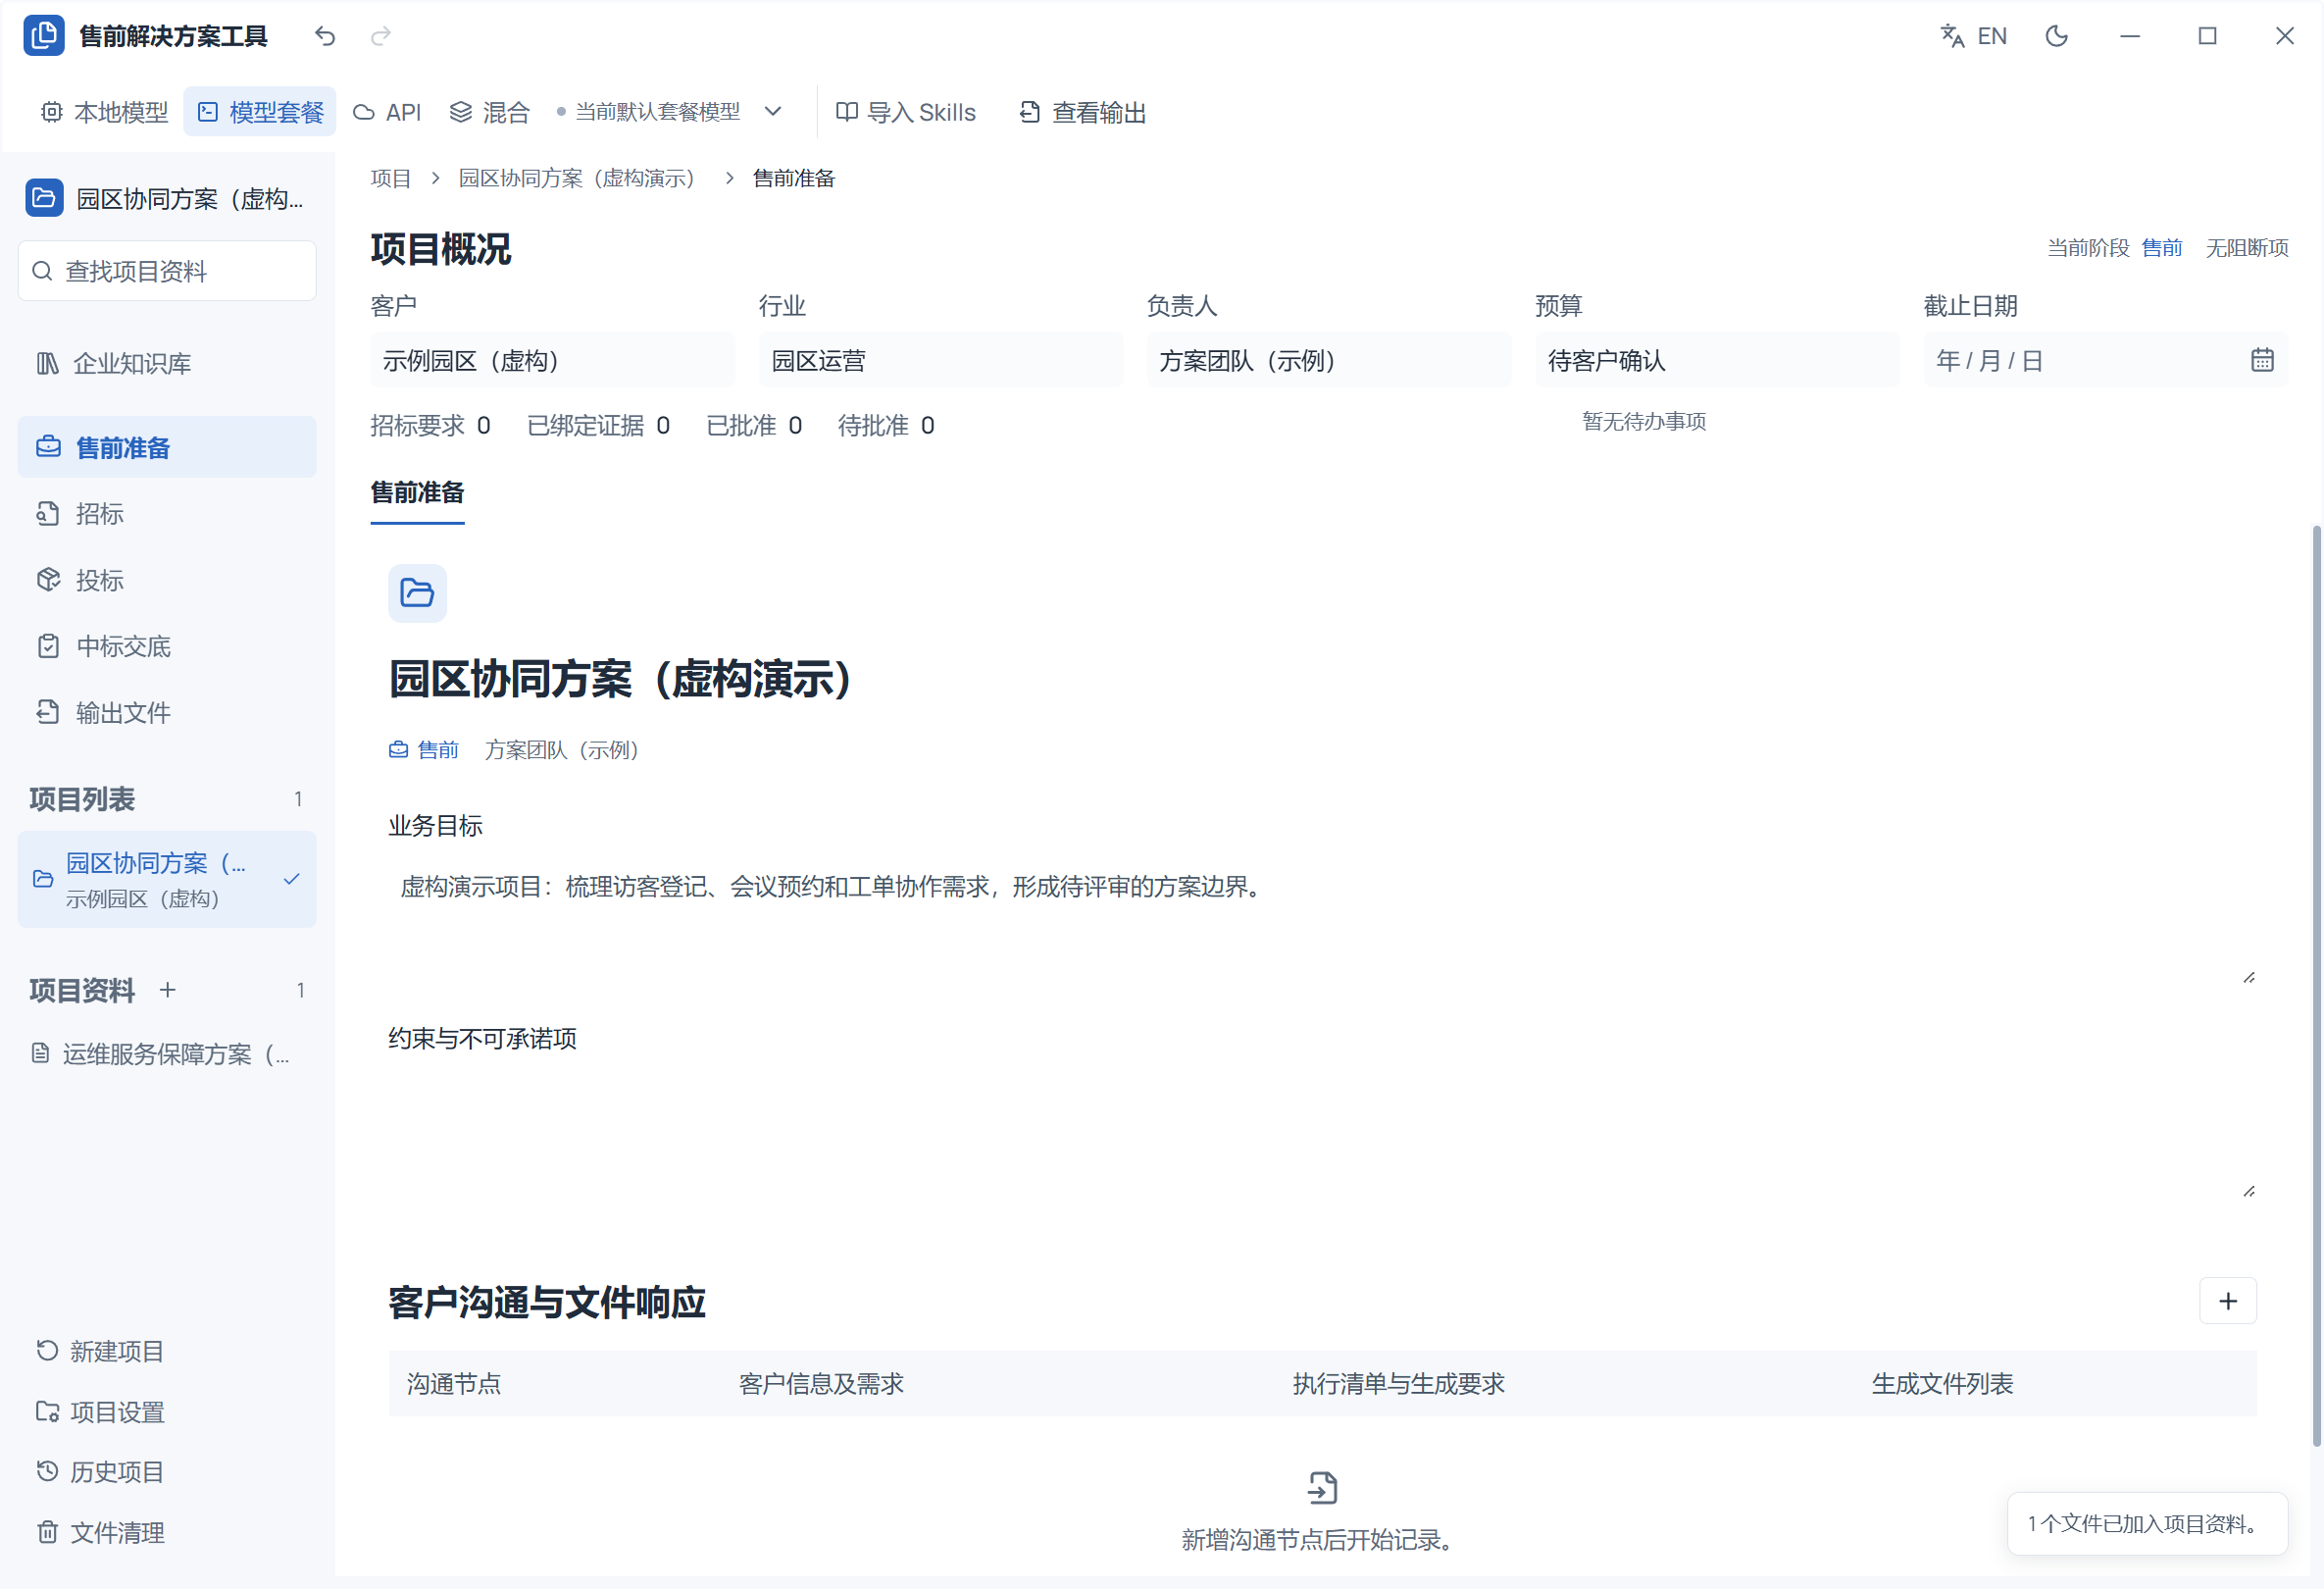 售前解决方案工具
EN
本地模型
模型套餐
API
混合
当前默认套餐模型
导入 Skills
查看输出
园区协同方案（虚构...
查找项目资料
企业知识库
售前准备
招标
投标
中标交底
输出文件
项目列表 1
园区协同方案（...
示例园区（虚构）
项目资料 1
运维服务保障方案（...
新建项目
项目设置
历史项目
文件清理
项目 园区协同方案（虚构演示） 售前准备
项目概况
当前阶段 售前 无阻断项
客户 行业 负责人 预算 截止日期
示例园区（虚构） 园区运营 方案团队（示例） 待客户确认 年 / 月 / 日
招标要求 0 已绑定证据 0 已批准 0 待批准 0
暂无待办事项
售前准备
园区协同方案（虚构演示）
售前 方案团队（示例）
业务目标
虚构演示项目：梳理访客登记、会议预约和工单协作需求，形成待评审的方案边界。
约束与不可承诺项
客户沟通与文件响应
沟通节点 客户信息及需求 执行清单与生成要求 生成文件列表
新增沟通节点后开始记录。
1 个文件已加入项目资料。